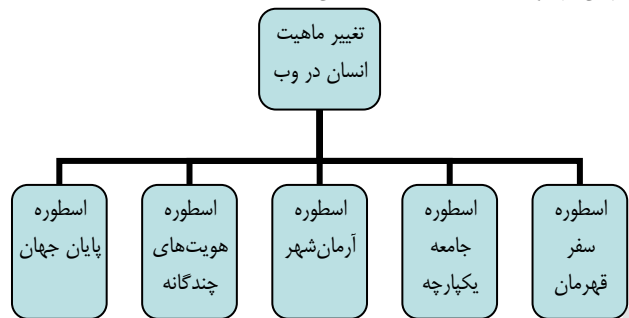 تغییر ماهیت
انسان در وب
اسطوره
سفر
قهرمان
اسطوره
جامعه
یکپارچه
اسطوره
آرمان‌شهر
اسطوره
هویت‌های
چندگانه
اسطوره
پایان جهان